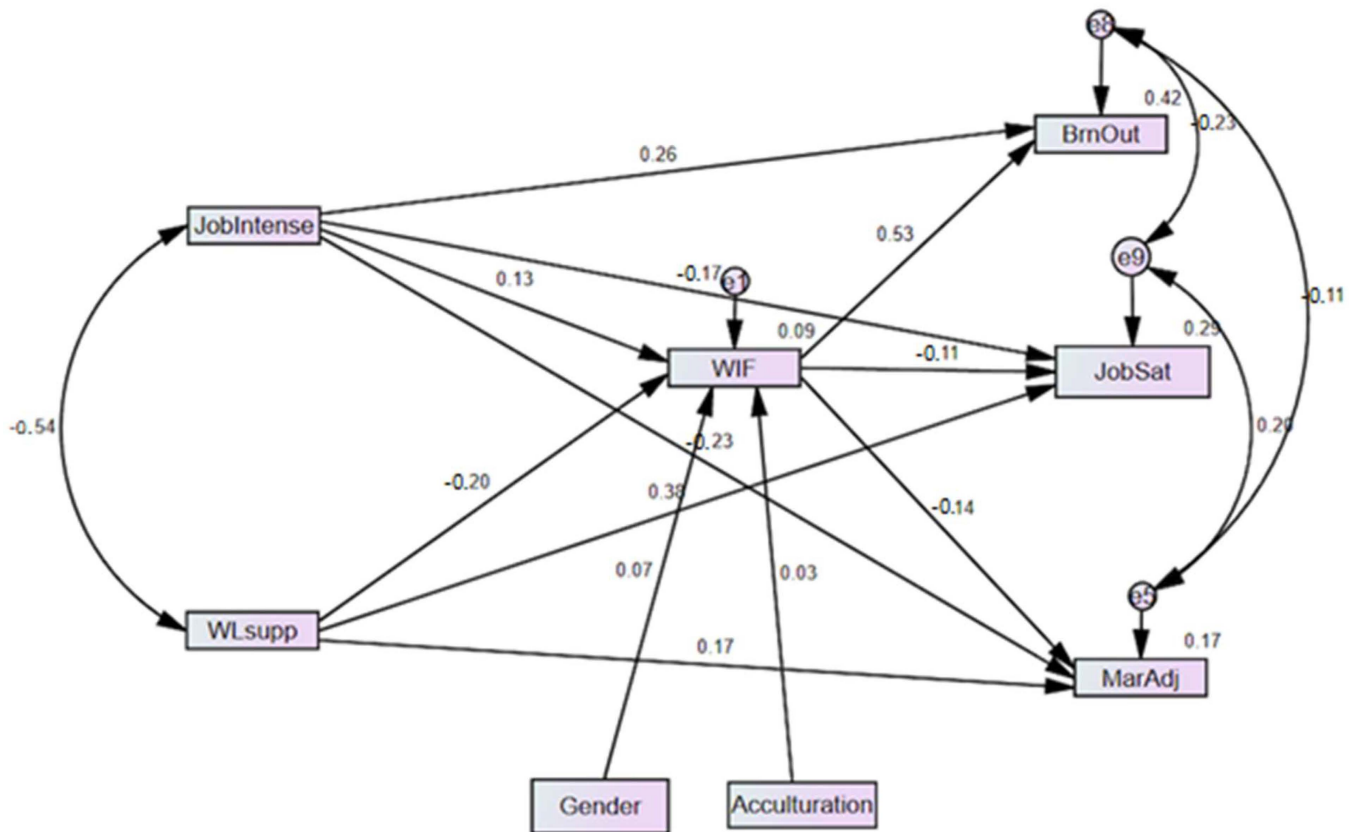 e8
0.42
-0.23
BrnOut
0.26
JobIntense
0.53
e9
0.13
-0.17
e1
-0.11
0.09
0.29
WIF
-0.11
JobSat
-0.54
-0.23
0.20
-0.20
0.38
-0.14
0.07
0.03
e5
WLsupp
0.17
0.17
MarAdj
Gender
Acculturation